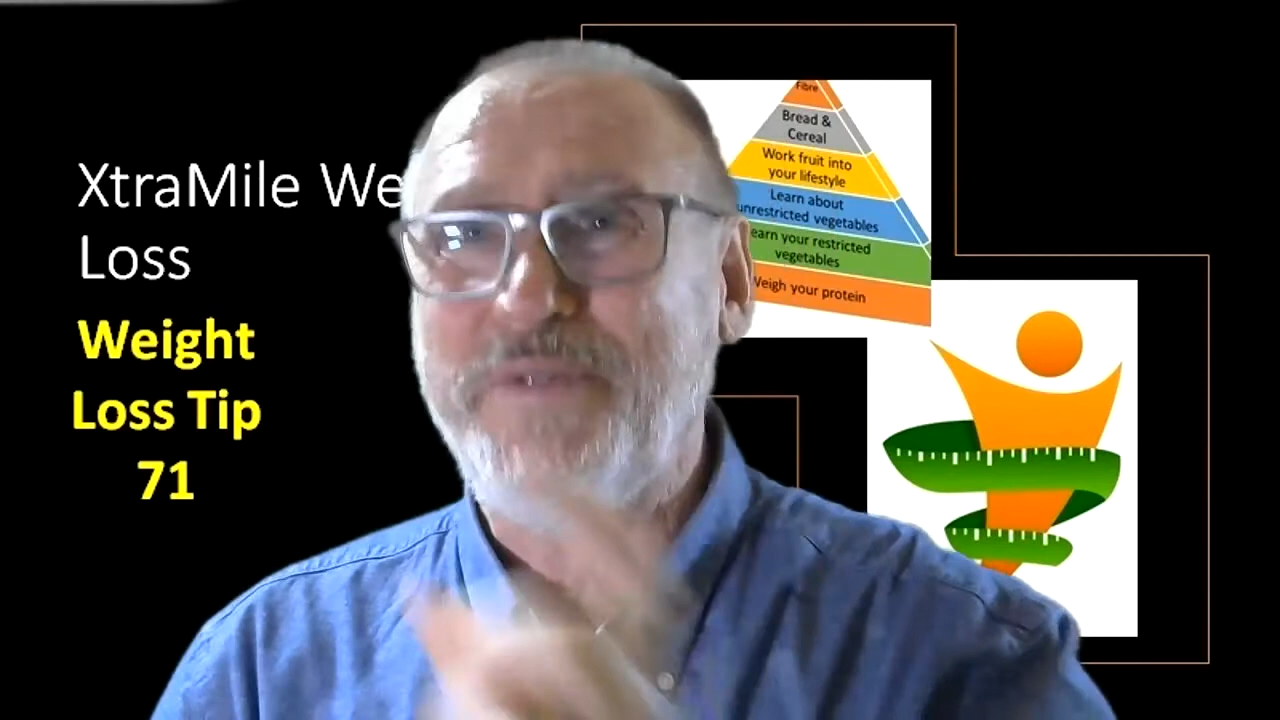 XtraMile We
Loss
Weight
Loss Tip
71
Fibre
Bread &
Cereal
Work fruit into
your lifestyle
Learn about
unrestricted vegetables
earn your restricted
vegetables
Weigh your protein